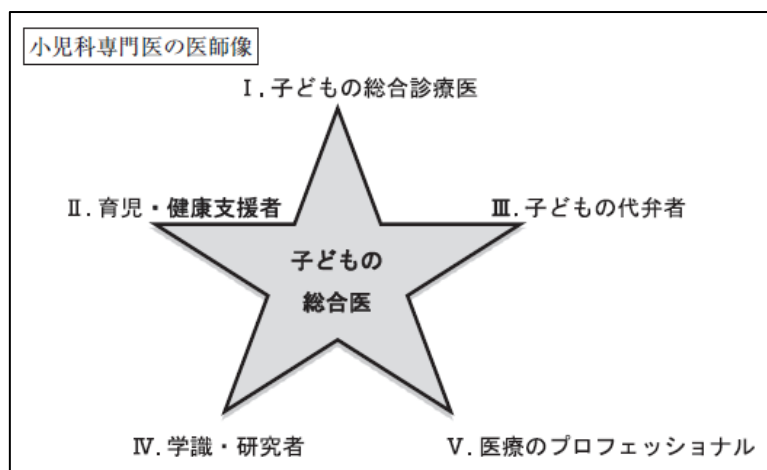 小児科専門医の医師像
Ⅰ.子どもの総合診療医
Ⅱ.育児・健康支援者
Ⅲ.子どもの代弁者
子どもの
総合医
Ⅳ.学識・研究者
Ⅴ.医療のプロフェッショナル